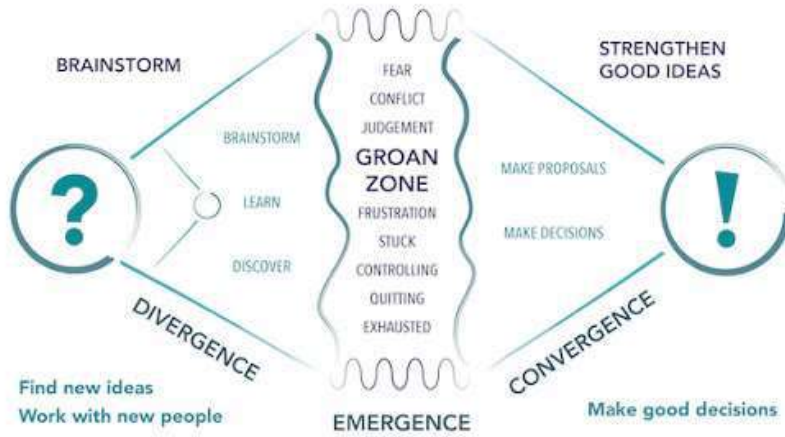 BRAINSTORM
?
BRAINSTORM
LEARN
DISCOVER
DIVERGENCE
Find new ideas
Work with new people
FEAR
CONFLICT
JUDGEMENT
GROAN
ZONE
FRUSTRATION
STUCK
CONTROLLING
QUITTING
EXHAUSTED
EMERGENCE
STRENGTHEN
GOOD IDEAS
MAKE PROPOSALS
MAKE DECISIONS
!
CONVERGENCE
Make good decisions